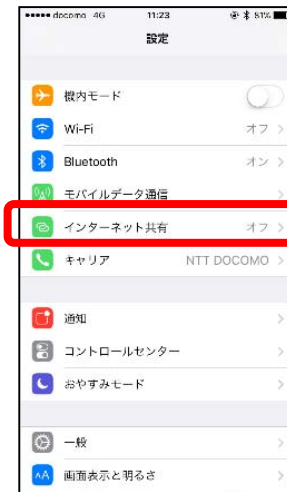 ●●●●● docomo 4G 11:23 81%
設定
機内モード
Wi-Fi オフ
Bluetooth オン
モバイルデータ通信
インターネット共有 オフ
キャリア NTT DOCOMO
通知
コントロールセンター
おやすみモード
一般
AA 画面表示と明るさ